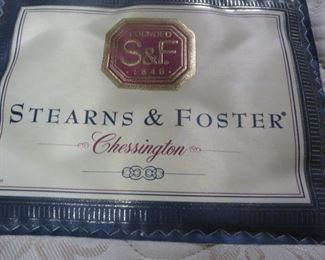 FOUNDED
S&F
1846
STEARNS & FOSTER®
Chessington